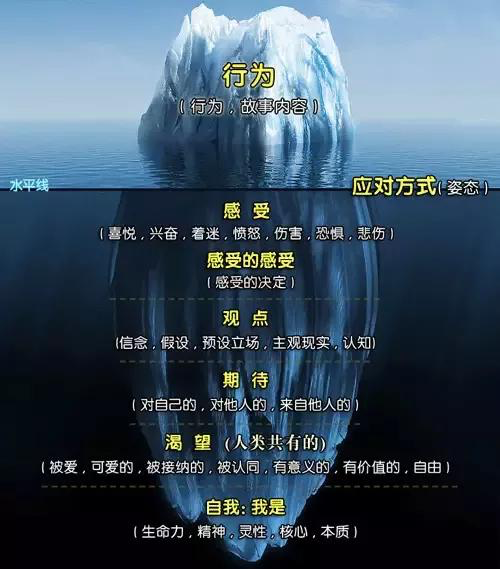 行为
（行为，故事内容）
水平线
应对方式（姿态）
感 受
（喜悦，兴奋，着迷，愤怒，伤害，恐惧，悲伤）
感受的感受
（感受的决定）
观 点
（信念，假设，预设立场，主观现实，认知）
期 待
（对自己的，对他人的，来自他人的）
渴 望 （人类共有的）
（被爱，可爱的，被接纳的，被认同，有意义的，有价值的，自由）
自我：我是
（生命力，精神，灵性，核心，本质）